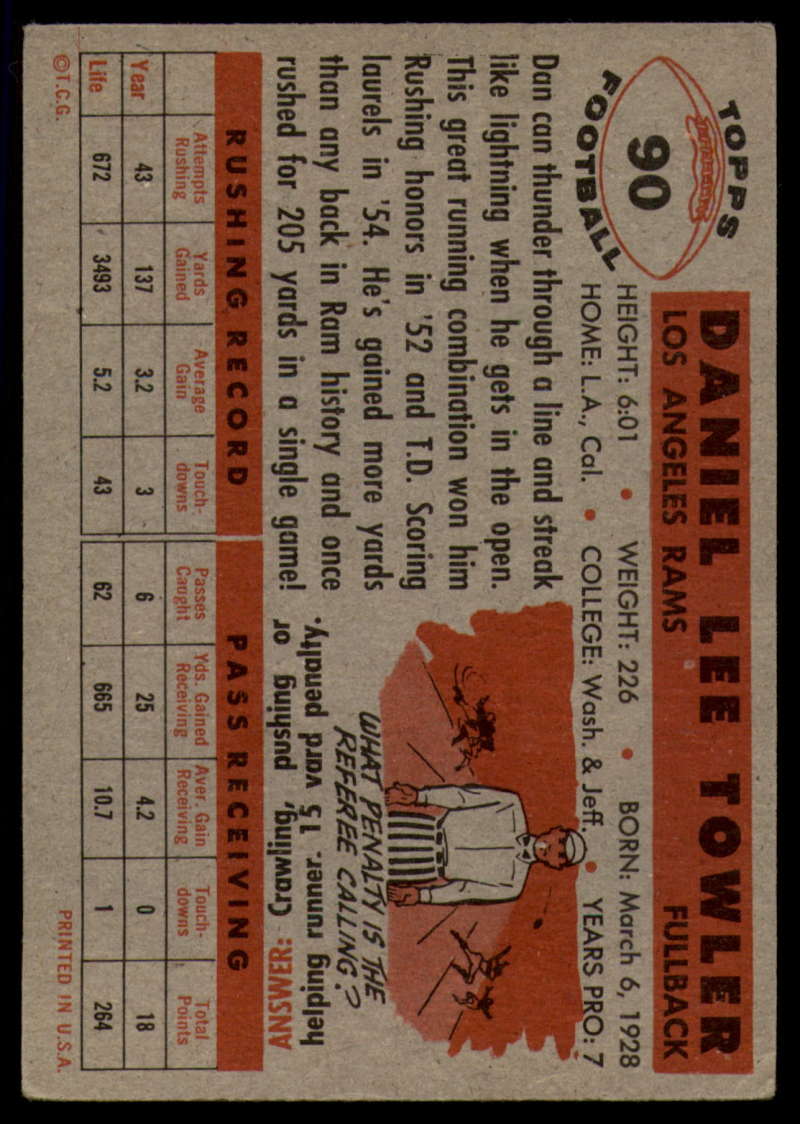 TOPPS
90
FOOTBALL
DANIEL LEE TOWLER
LOS ANGELES RAMS FULLBACK
HEIGHT: 6:01 • WEIGHT: 226 • BORN: March 6, 1928
HOME: L.A., Cal. • COLLEGE: Wash. & Jeff. • YEARS PRO: 7
Dan can thunder through a line and streak
like lightning when he gets in the open.
This great running combination won him
Rushing honors in '52 and T.D. Scoring
laurels in '54. He's gained more yards
than any back in Ram history and once
rushed for 205 yards in a single game!
WHAT PENALTY IS THE
REFEREE CALLING?
ANSWER: Crawling, pushing or
helping runner. 15 yard penalty.
RUSHING RECORD PASS RECEIVING
Attempts Rushing Yards Gained Average Gain Touch-downs Passes Caught Yds. Gained Receiving Aver. Gain Receiving Touch-downs Total Points
Year 43 137 3.2 3 6 25 4.2 0 18
Life 672 3493 5.2 43 62 665 10.7 1 264
©T.C.G. PRINTED IN U.S.A.